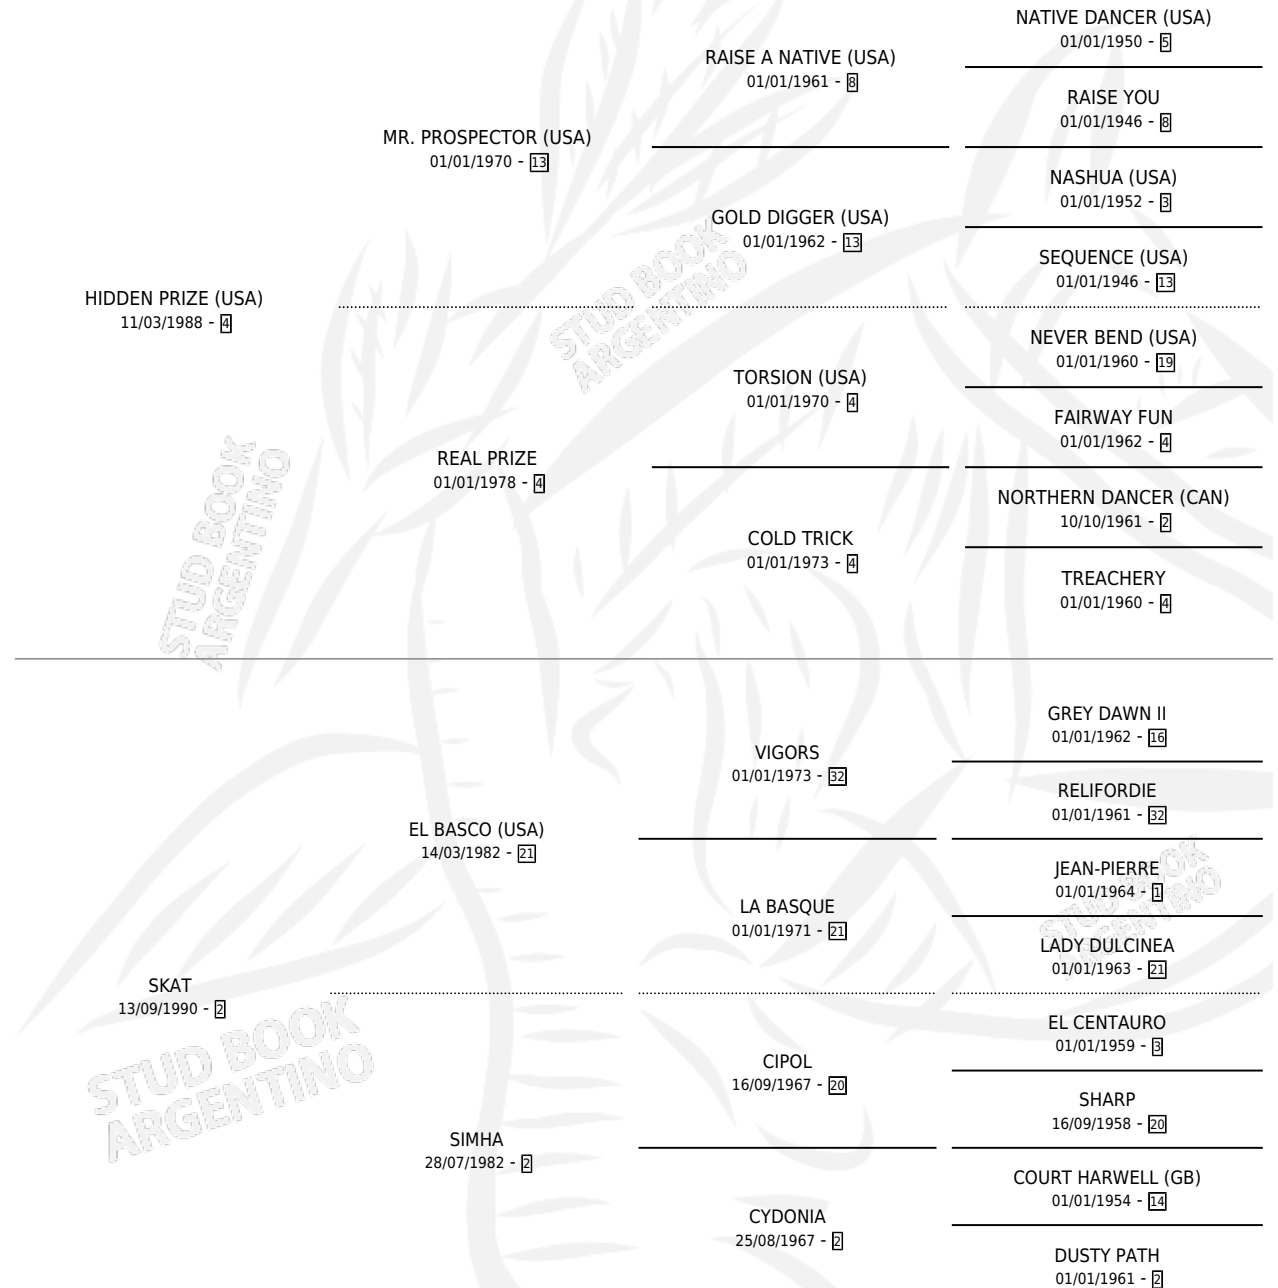 NATIVE DANCER (USA)
01/01/1950 - 5
RAISE A NATIVE (USA)
01/01/1961 - 8
RAISE YOU
01/01/1946 - 8
MR. PROSPECTOR (USA)
01/01/1970 - 13
NASHUA (USA)
01/01/1952 - 3
GOLD DIGGER (USA)
01/01/1962 - 13
SEQUENCE (USA)
01/01/1946 - 13
HIDDEN PRIZE (USA)
11/03/1988 - 4
STUD BOOK
ARGENTINO
NEVER BEND (USA)
01/01/1960 - 19
TORSION (USA)
01/01/1970 - 4
FAIRWAY FUN
01/01/1962 - 4
REAL PRIZE
01/01/1978 - 4
NORTHERN DANCER (CAN)
10/10/1961 - 2
COLD TRICK
01/01/1973 - 4
TREACHERY
01/01/1960 - 4
STUD BOOK
ARGENTINO
GREY DAWN II
01/01/1962 - 16
VIGORS
01/01/1973 - 32
RELIFORDIE
01/01/1961 - 32
EL BASCO (USA)
14/03/1982 - 21
JEAN-PIERRE
01/01/1964 - 1
LA BASQUE
01/01/1971 - 21
STUD BOOK
ARGENTINO
LADY DULCINEA
01/01/1963 - 21
SKAT
13/09/1990 - 2
EL CENTAURO
01/01/1959 - 3
CIPOL
16/09/1967 - 20
STUD BOOK
ARGENTINO
SHARP
16/09/1958 - 20
SIMHA
28/07/1982 - 2
COURT HARWELL (GB)
01/01/1954 - 14
CYDONIA
25/08/1967 - 2
DUSTY PATH
01/01/1961 - 2